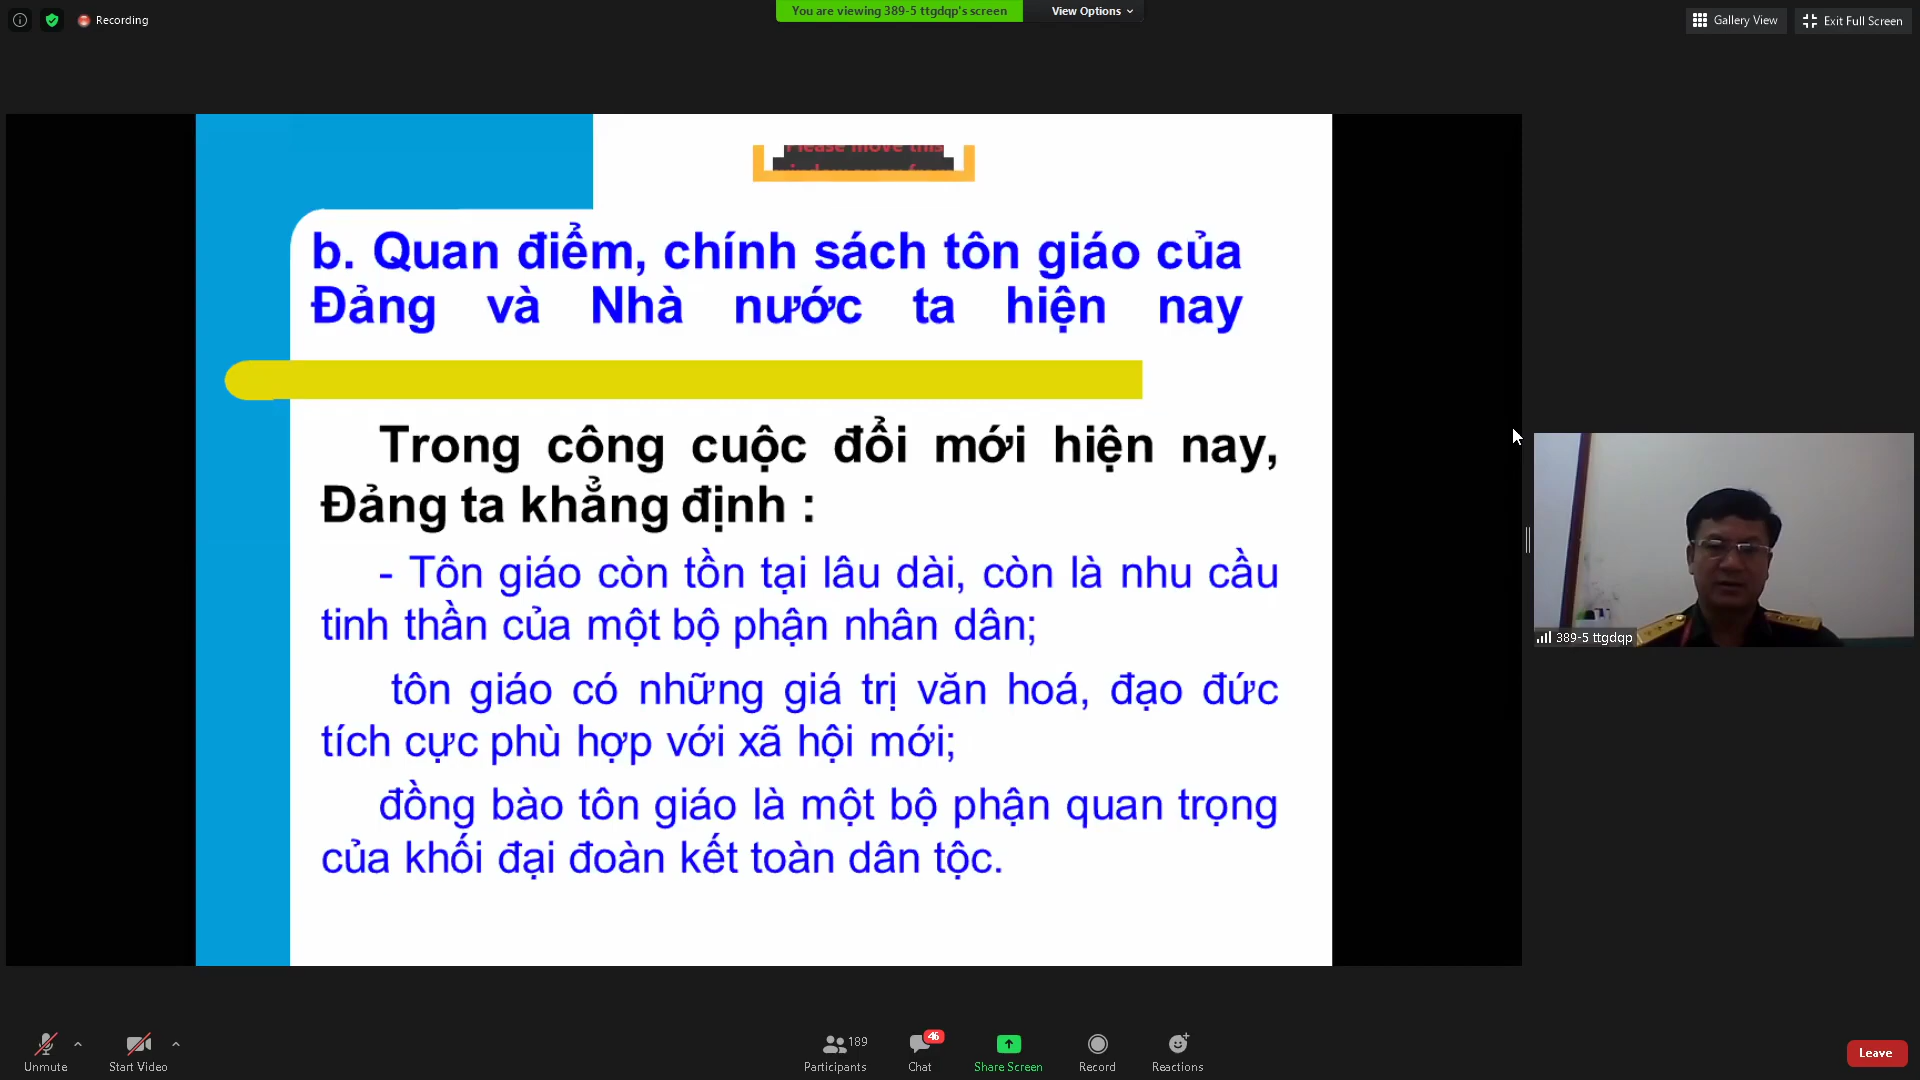 Recording
You are viewing 389-5 ttgdqp's screen
View Options
Gallery View
Exit Full Screen
Please move this
b. Quan điểm, chính sách tôn giáo của
Đảng và Nhà nước ta hiện nay
Trong công cuộc đổi mới hiện nay,
Đảng ta khẳng định :
- Tôn giáo còn tồn tại lâu dài, còn là nhu cầu
tinh thần của một bộ phận nhân dân;
tôn giáo có những giá trị văn hoá, đạo đức
tích cực phù hợp với xã hội mới;
đồng bào tôn giáo là một bộ phận quan trọng
của khối đại đoàn kết toàn dân tộc.
389-5 ttgdqp
Unmute
Start Video
189
Participants
46
Chat
Share Screen
Record
Reactions
Leave